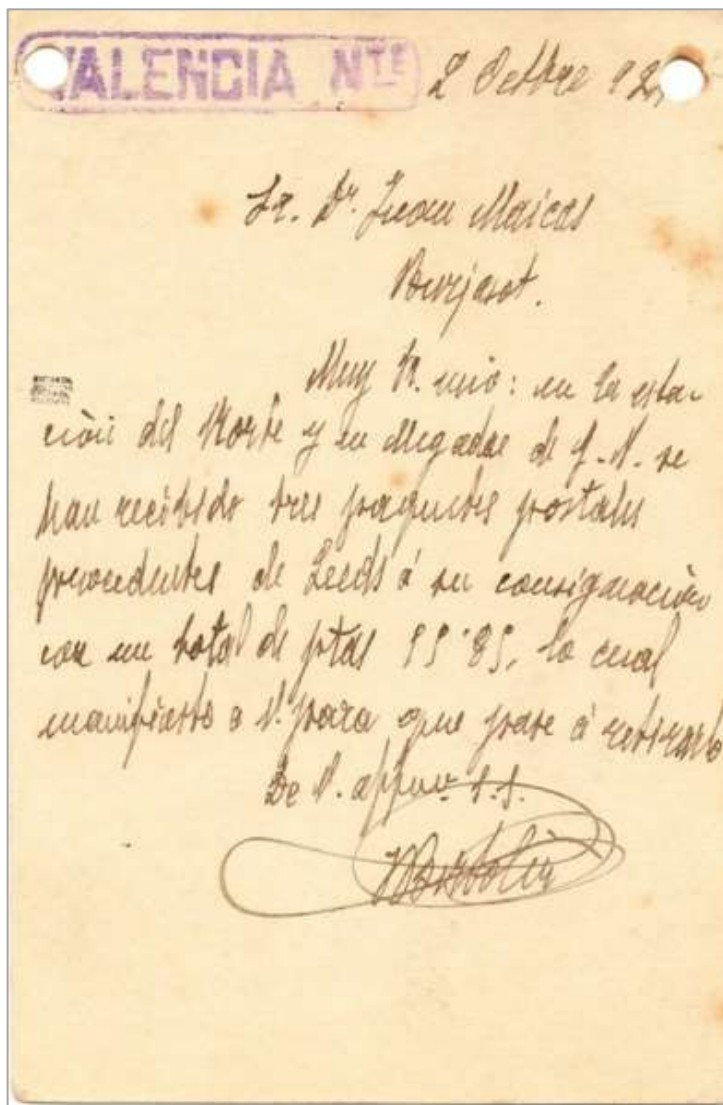 VALENCIA NTE 2 Octbre 92
Sr. Dn. Juan Maicas
Burjasot.
Muy Sr. mio: en la esta-
ción del Norte y en llegadas de G.V. se
han recibido tres paquetes postales
procedentes de Leeds á su consignación
con un total de ptas 99'85, lo cual
manifiesto a V. para que pase á retirarlo
De V. affmo. s.s.